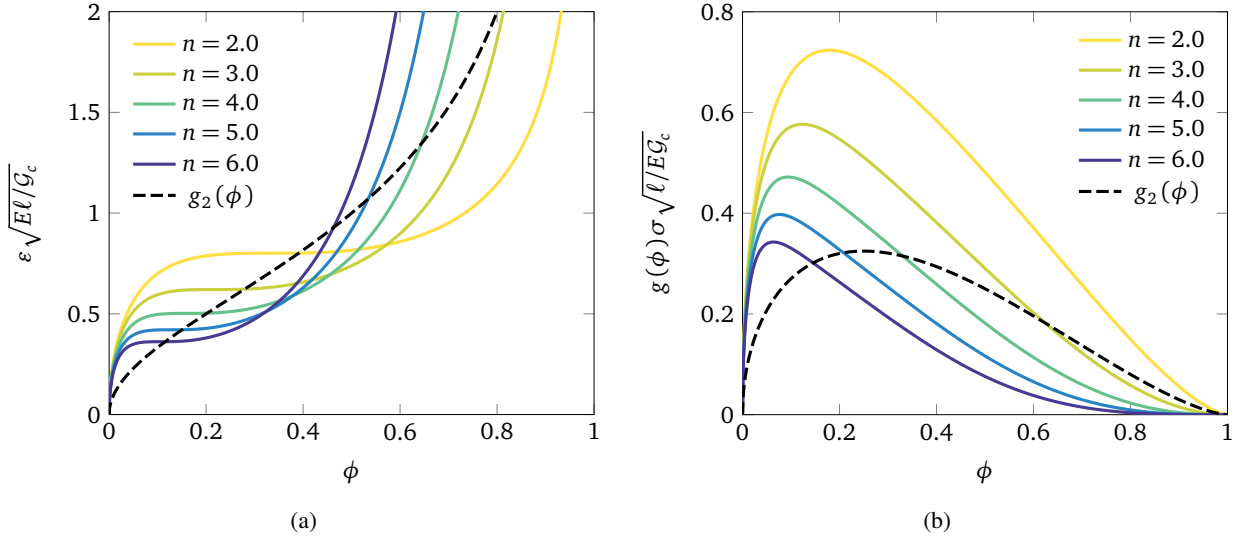 2
1.5
1
0.5
0
0 0.2 0.4 0.6 0.8 1
ε√Eℓ/𝒢c
ϕ
n = 2.0
n = 3.0
n = 4.0
n = 5.0
n = 6.0
g₂(ϕ)
(a)
0.8
0.6
0.4
0.2
0
0 0.2 0.4 0.6 0.8 1
g(ϕ)σ√ℓ/E𝒢c
ϕ
n = 2.0
n = 3.0
n = 4.0
n = 5.0
n = 6.0
g₂(ϕ)
(b)